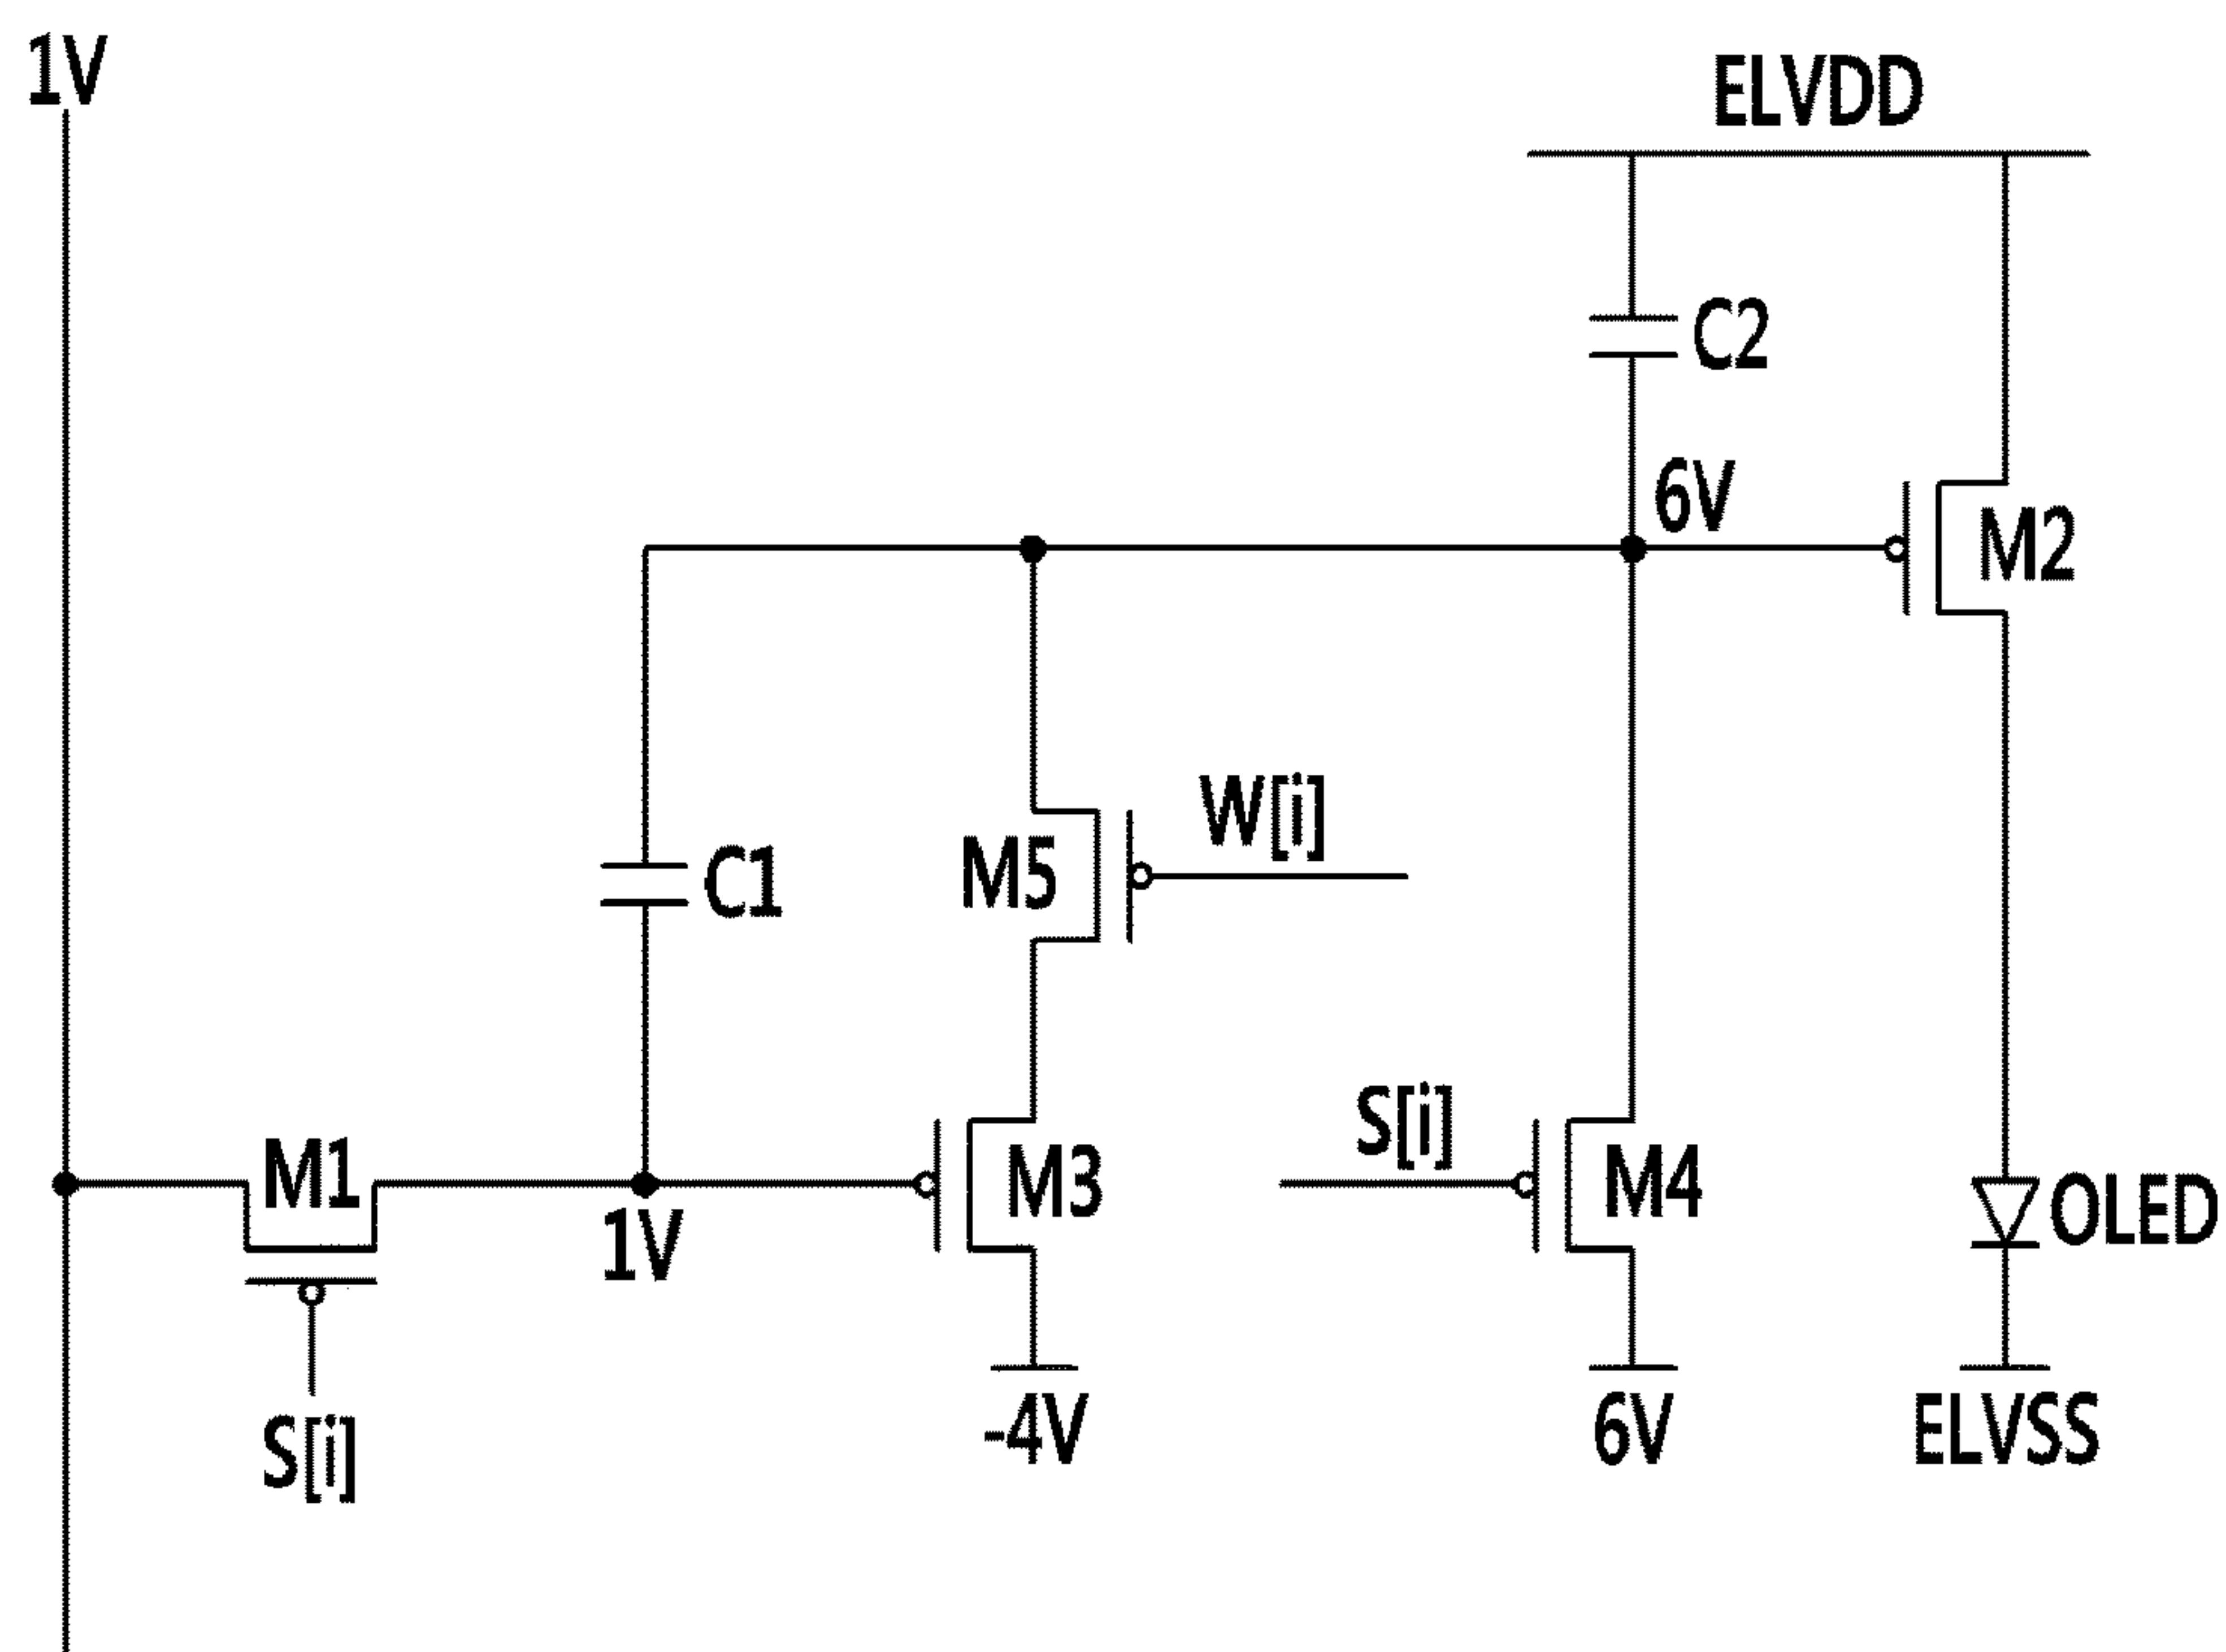 1V
ELVDD
C2
6V
M2
W[i]
M5
C1
S[i]
M1
M3
M4
OLED
1V
-4V
6V
ELVSS
S[i]